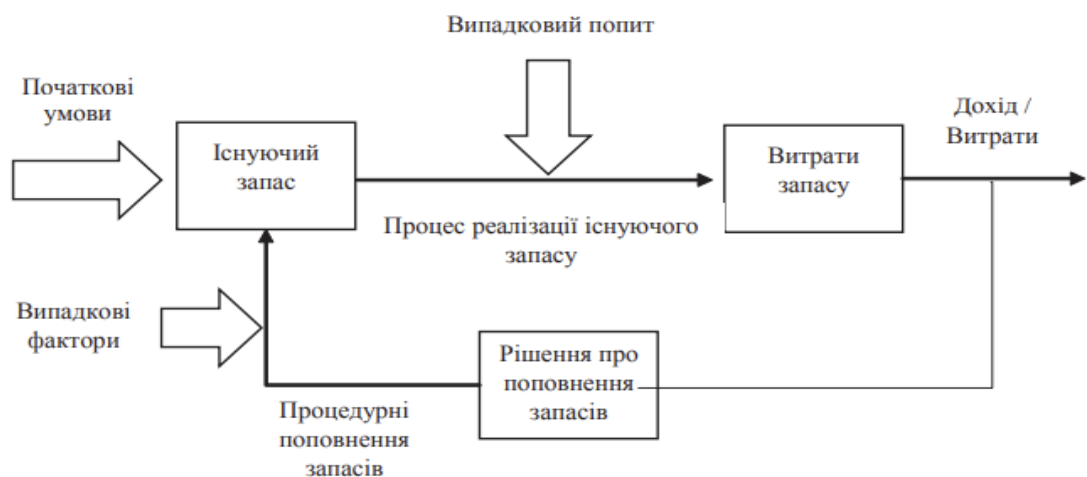 Випадковий попит
Початкові
умови
Дохід /
Витрати
Існуючий
запас
Витрати
запасу
Процес реалізації існуючого
запасу
Випадкові
фактори
Рішення про
поповнення
запасів
Процедурні
поповнення
запасів